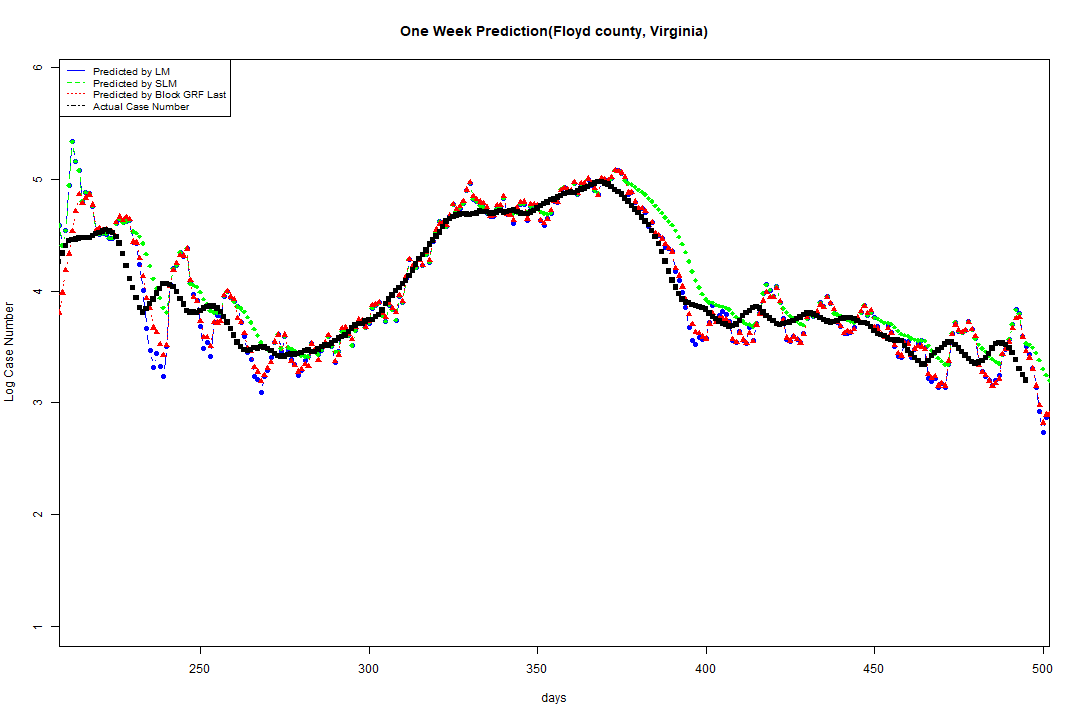 One Week Prediction(Floyd county, Virginia)
Predicted by LM
Predicted by SLM
Predicted by Block GRF Last
Actual Case Number
6
5
4
3
2
1
Log Case Number
250 300 350 400 450 500
days